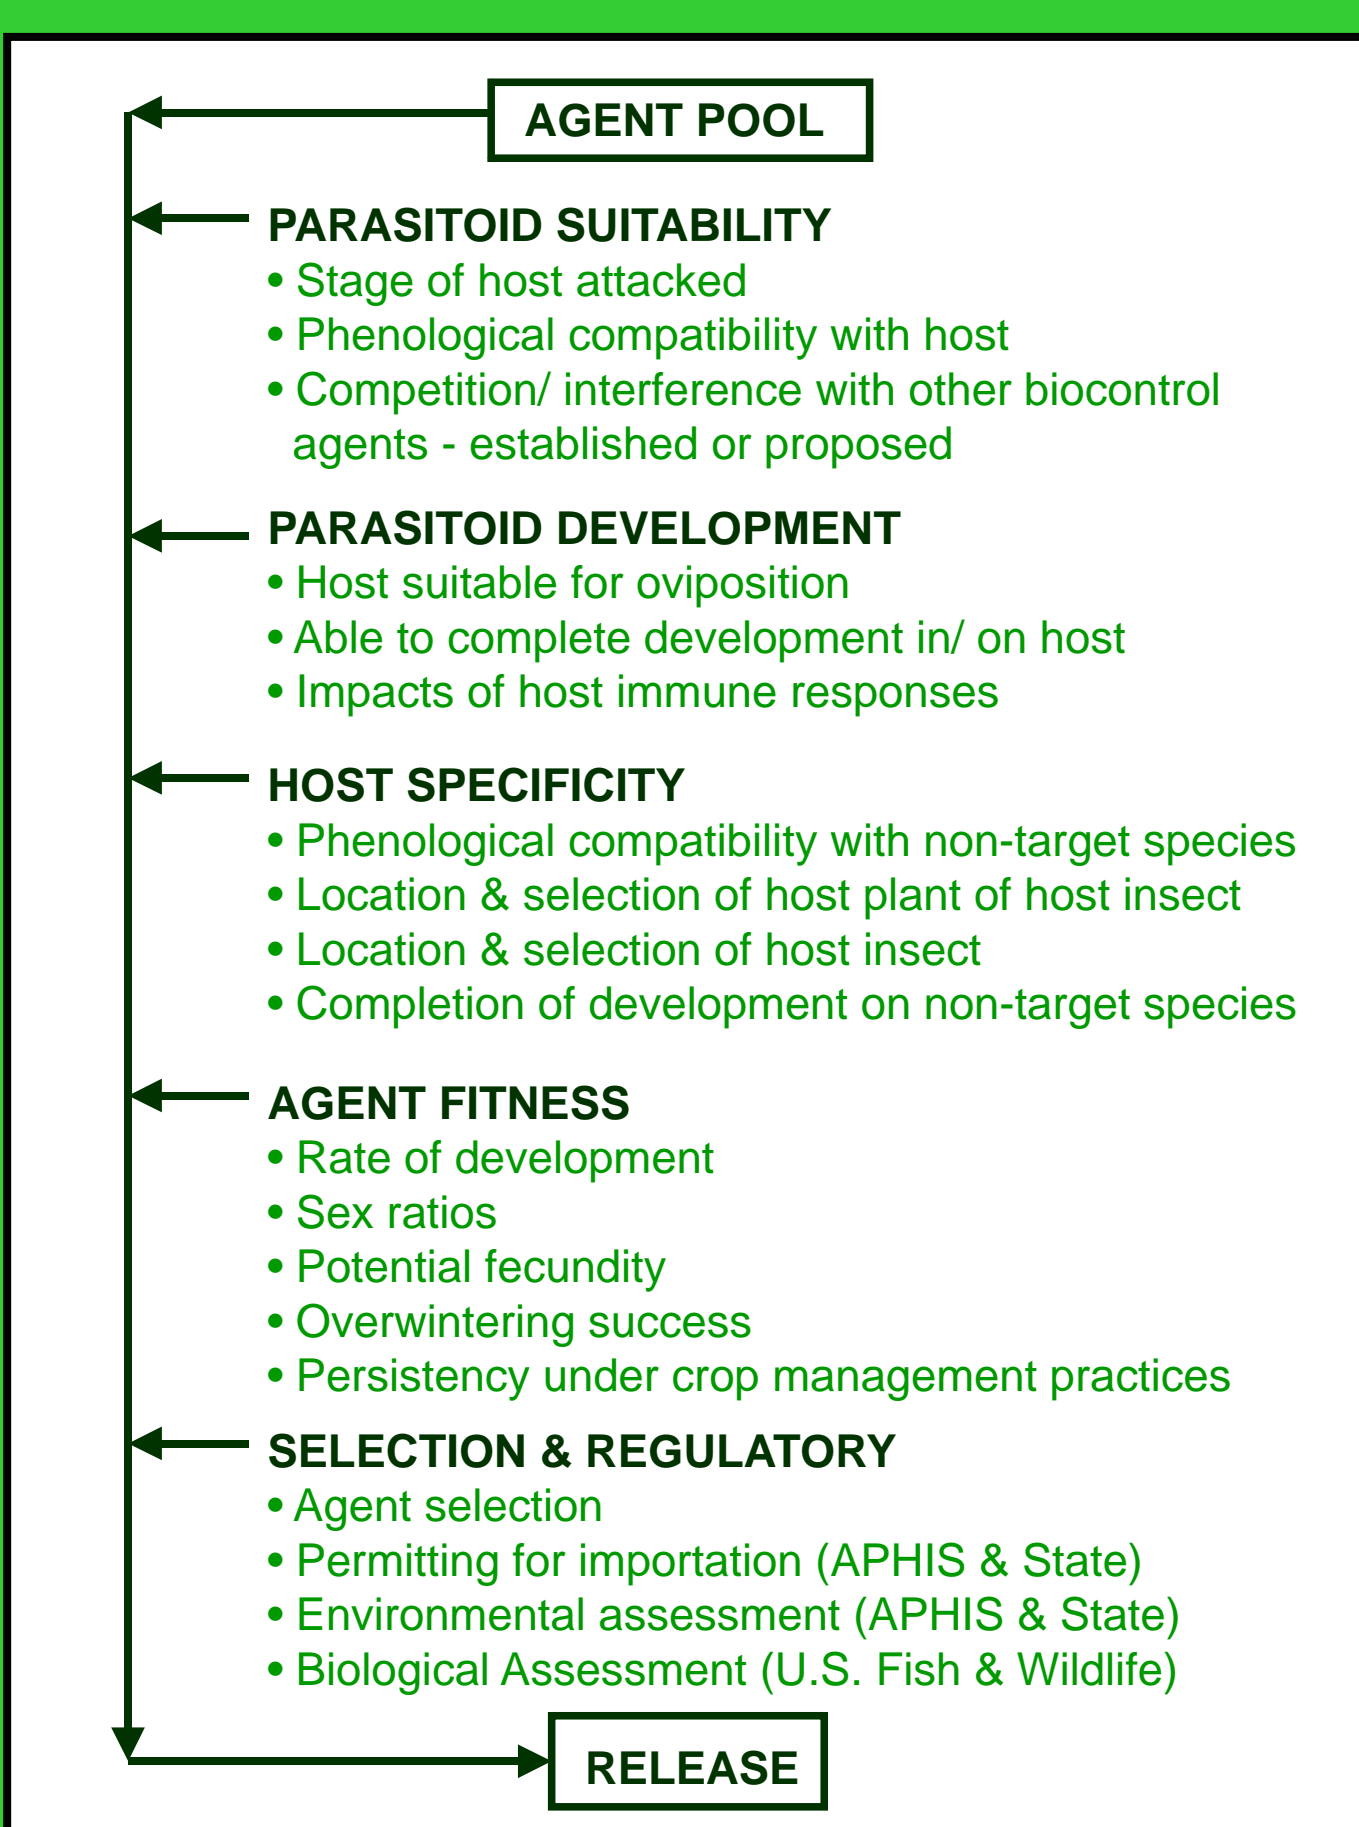 AGENT POOL
PARASITOID SUITABILITY
• Stage of host attacked
• Phenological compatibility with host
• Competition/ interference with other biocontrol
agents - established or proposed
PARASITOID DEVELOPMENT
• Host suitable for oviposition
• Able to complete development in/ on host
• Impacts of host immune responses
HOST SPECIFICITY
• Phenological compatibility with non-target species
• Location & selection of host plant of host insect
• Location & selection of host insect
• Completion of development on non-target species
AGENT FITNESS
• Rate of development
• Sex ratios
• Potential fecundity
• Overwintering success
• Persistency under crop management practices
SELECTION & REGULATORY
• Agent selection
• Permitting for importation (APHIS & State)
• Environmental assessment (APHIS & State)
• Biological Assessment (U.S. Fish & Wildlife)
RELEASE